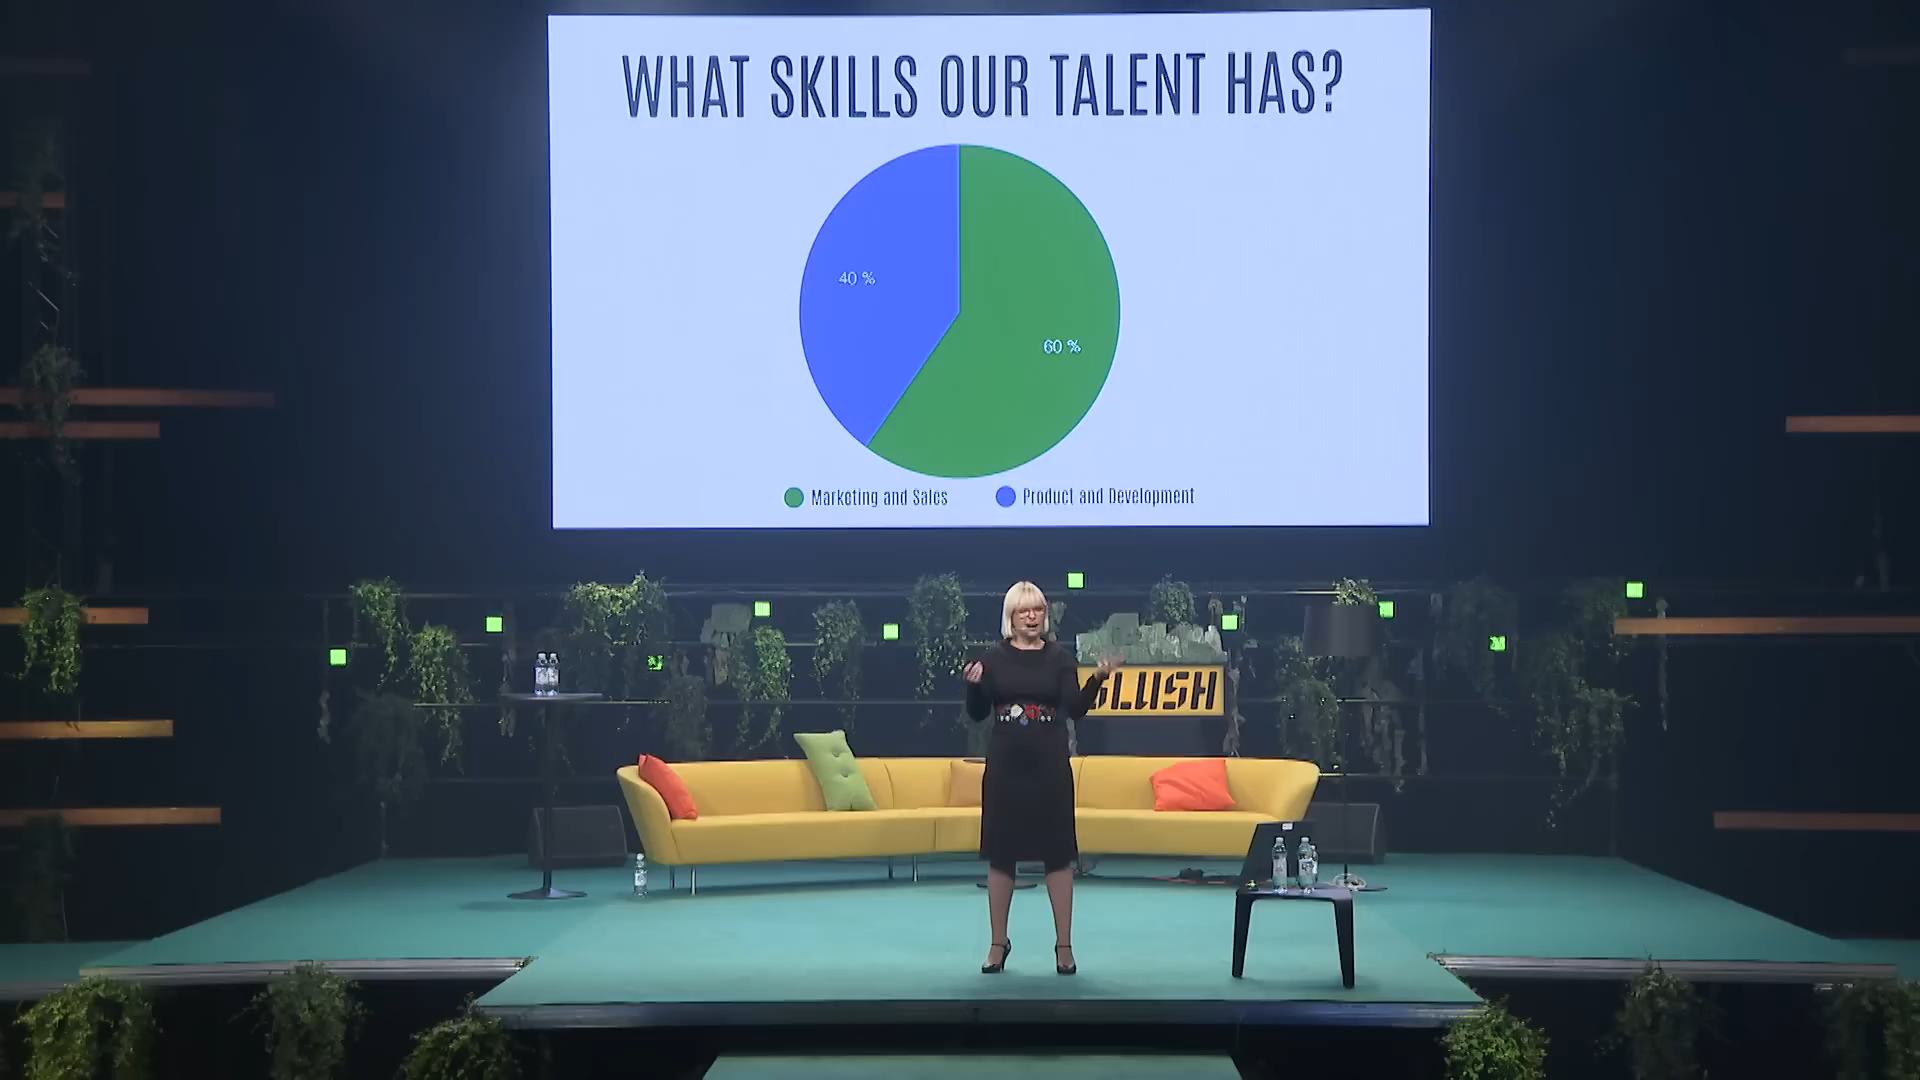 WHAT SKILLS OUR TALENT HAS?
40 %
60 %
Marketing and Sales
Product and Development
SLUSH